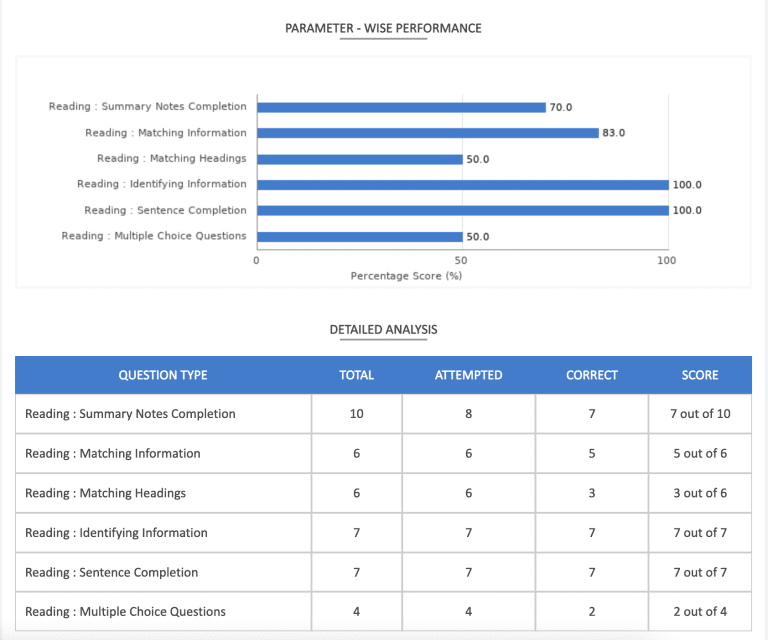 PARAMETER - WISE PERFORMANCE
Reading : Summary Notes Completion 70.0
Reading : Matching Information 83.0
Reading : Matching Headings 50.0
Reading : Identifying Information 100.0
Reading : Sentence Completion 100.0
Reading : Multiple Choice Questions 50.0
0 50 100
Percentage Score (%)
DETAILED ANALYSIS
QUESTION TYPE TOTAL ATTEMPTED CORRECT SCORE
Reading : Summary Notes Completion 10 8 7 7 out of 10
Reading : Matching Information 6 6 5 5 out of 6
Reading : Matching Headings 6 6 3 3 out of 6
Reading : Identifying Information 7 7 7 7 out of 7
Reading : Sentence Completion 7 7 7 7 out of 7
Reading : Multiple Choice Questions 4 4 2 2 out of 4